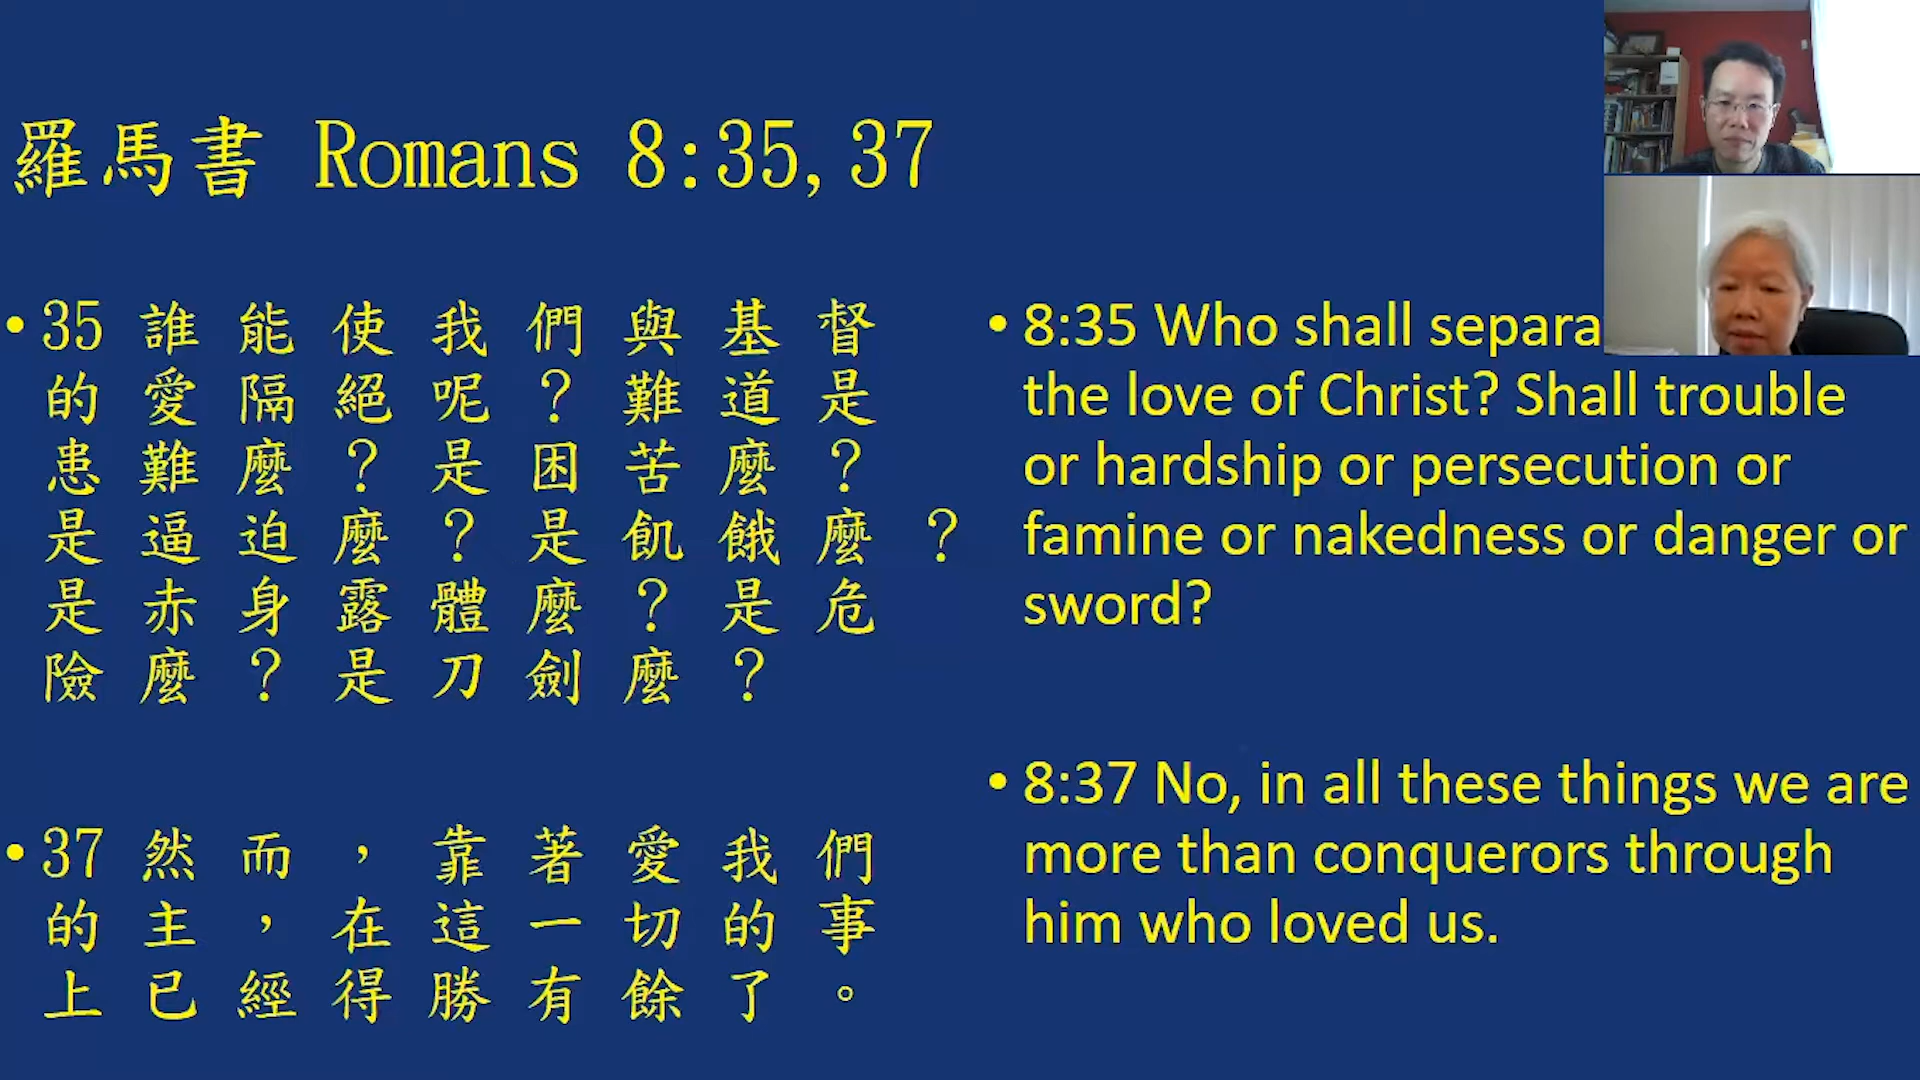 羅馬書 Romans 8:35,37
• 35 誰能使我們與基督
的愛隔絕呢？難道是
患難麼？是困苦麼？
是逼迫麼？是飢餓麼？
是赤身露體麼？是危
險麼？是刀劍麼？
• 37 然而，靠著愛我們
的主，在這一切的事
上已經得勝有餘了。
• 8:35 Who shall separa
the love of Christ? Shall trouble
or hardship or persecution or
famine or nakedness or danger or
sword?
• 8:37 No, in all these things we are
more than conquerors through
him who loved us.